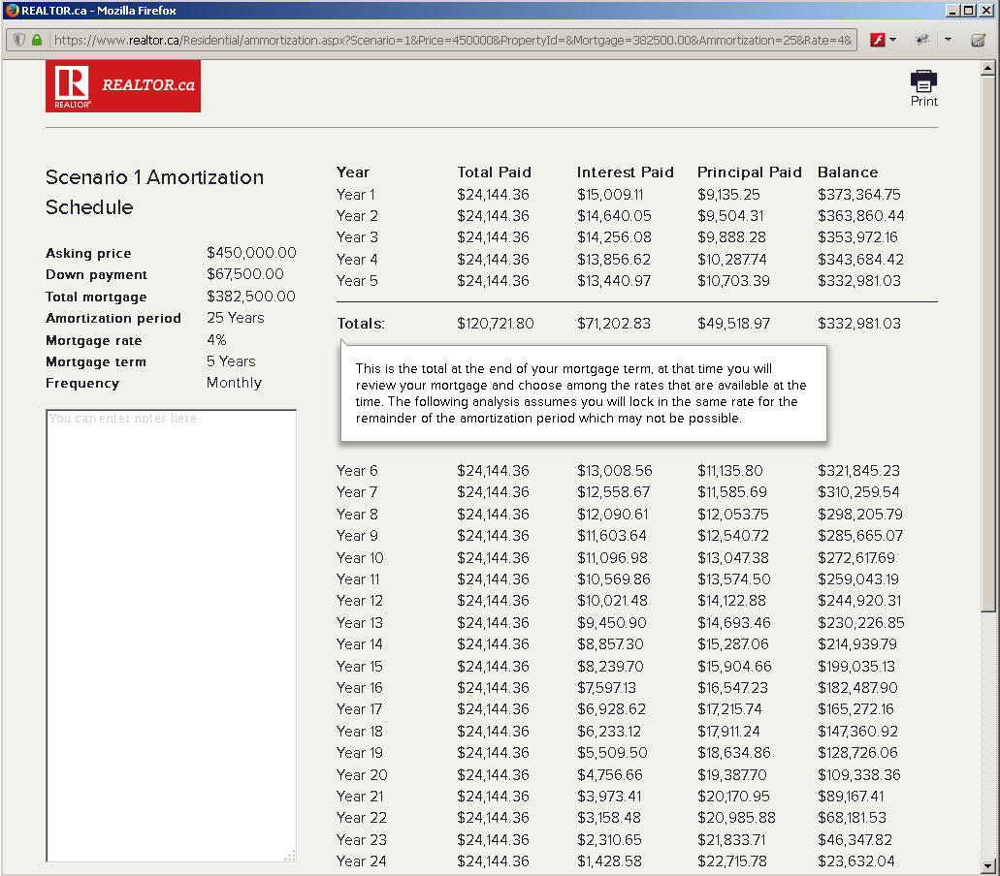 REALTOR.ca - Mozilla Firefox
https://www.realtor.ca/Residential/ammortization.aspx?Scenario=1&Price=450000&PropertyId=&Mortgage=382500.00&Ammortization=25&Rate=4&
R REALTOR.ca
REALTOR®
Print
Scenario 1 Amortization
Schedule
Asking price $450,000.00
Down payment $67,500.00
Total mortgage $382,500.00
Amortization period 25 Years
Mortgage rate 4%
Mortgage term 5 Years
Frequency Monthly
You can enter notes here
Year Total Paid Interest Paid Principal Paid Balance
Year 1 $24,144.36 $15,009.11 $9,135.25 $373,364.75
Year 2 $24,144.36 $14,640.05 $9,504.31 $363,860.44
Year 3 $24,144.36 $14,256.08 $9,888.28 $353,972.16
Year 4 $24,144.36 $13,856.62 $10,287.74 $343,684.42
Year 5 $24,144.36 $13,440.97 $10,703.39 $332,981.03
Totals: $120,721.80 $71,202.83 $49,518.97 $332,981.03
This is the total at the end of your mortgage term, at that time you will
review your mortgage and choose among the rates that are available at the
time. The following analysis assumes you will lock in the same rate for the
remainder of the amortization period which may not be possible.
Year 6 $24,144.36 $13,008.56 $11,135.80 $321,845.23
Year 7 $24,144.36 $12,558.67 $11,585.69 $310,259.54
Year 8 $24,144.36 $12,090.61 $12,053.75 $298,205.79
Year 9 $24,144.36 $11,603.64 $12,540.72 $285,665.07
Year 10 $24,144.36 $11,096.98 $13,047.38 $272,617.69
Year 11 $24,144.36 $10,569.86 $13,574.50 $259,043.19
Year 12 $24,144.36 $10,021.48 $14,122.88 $244,920.31
Year 13 $24,144.36 $9,450.90 $14,693.46 $230,226.85
Year 14 $24,144.36 $8,857.30 $15,287.06 $214,939.79
Year 15 $24,144.36 $8,239.70 $15,904.66 $199,035.13
Year 16 $24,144.36 $7,597.13 $16,547.23 $182,487.90
Year 17 $24,144.36 $6,928.62 $17,215.74 $165,272.16
Year 18 $24,144.36 $6,233.12 $17,911.24 $147,360.92
Year 19 $24,144.36 $5,509.50 $18,634.86 $128,726.06
Year 20 $24,144.36 $4,756.66 $19,387.70 $109,338.36
Year 21 $24,144.36 $3,973.41 $20,170.95 $89,167.41
Year 22 $24,144.36 $3,158.48 $20,985.88 $68,181.53
Year 23 $24,144.36 $2,310.65 $21,833.71 $46,347.82
Year 24 $24,144.36 $1,428.58 $22,715.78 $23,632.04